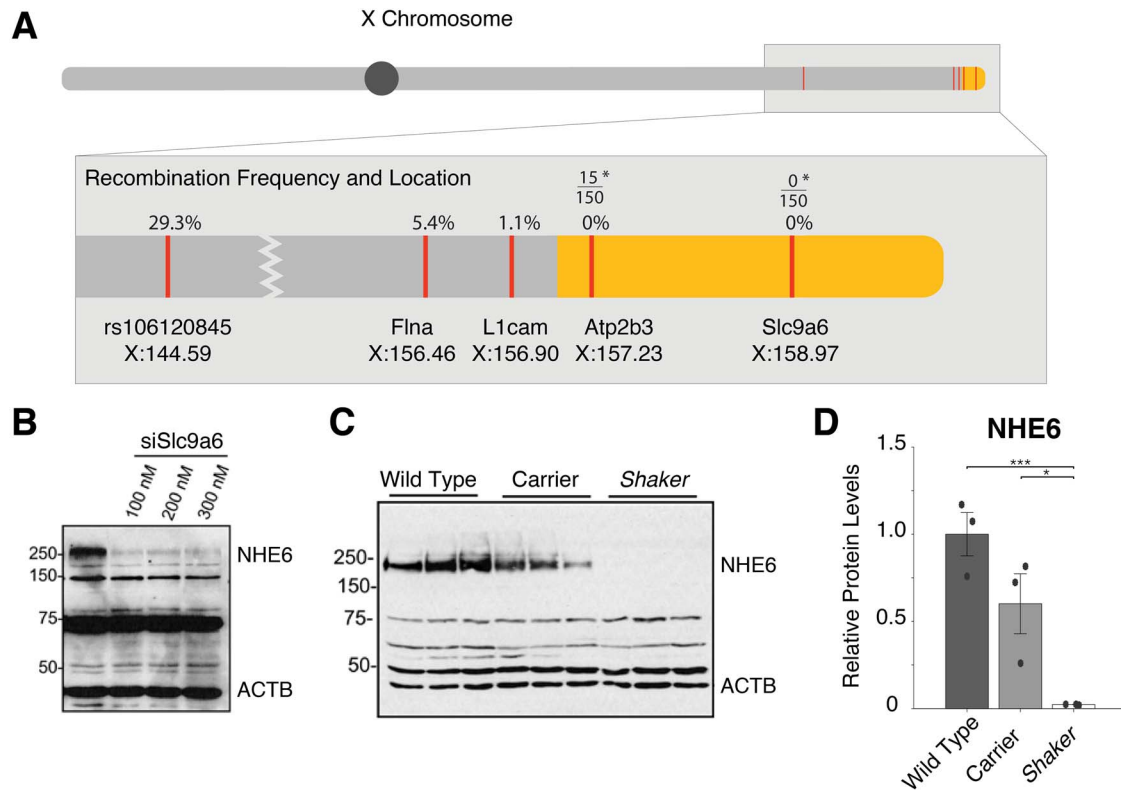 A
X Chromosome
Recombination Frequency and Location
15 *
150
0 *
150
29.3%
5.4%
1.1%
0%
0%
rs106120845
X:144.59
Flna
X:156.46
L1cam
X:156.90
Atp2b3
X:157.23
Slc9a6
X:158.97
B
siSlc9a6
100 nM
200 nM
300 nM
250-
150-
75-
50-
NHE6
ACTB
C
Wild Type
Carrier
Shaker
250-
150-
75-
50-
NHE6
ACTB
D
NHE6
Relative Protein Levels
1.5
1.0
0.5
0
***
*
Wild Type
Carrier
Shaker